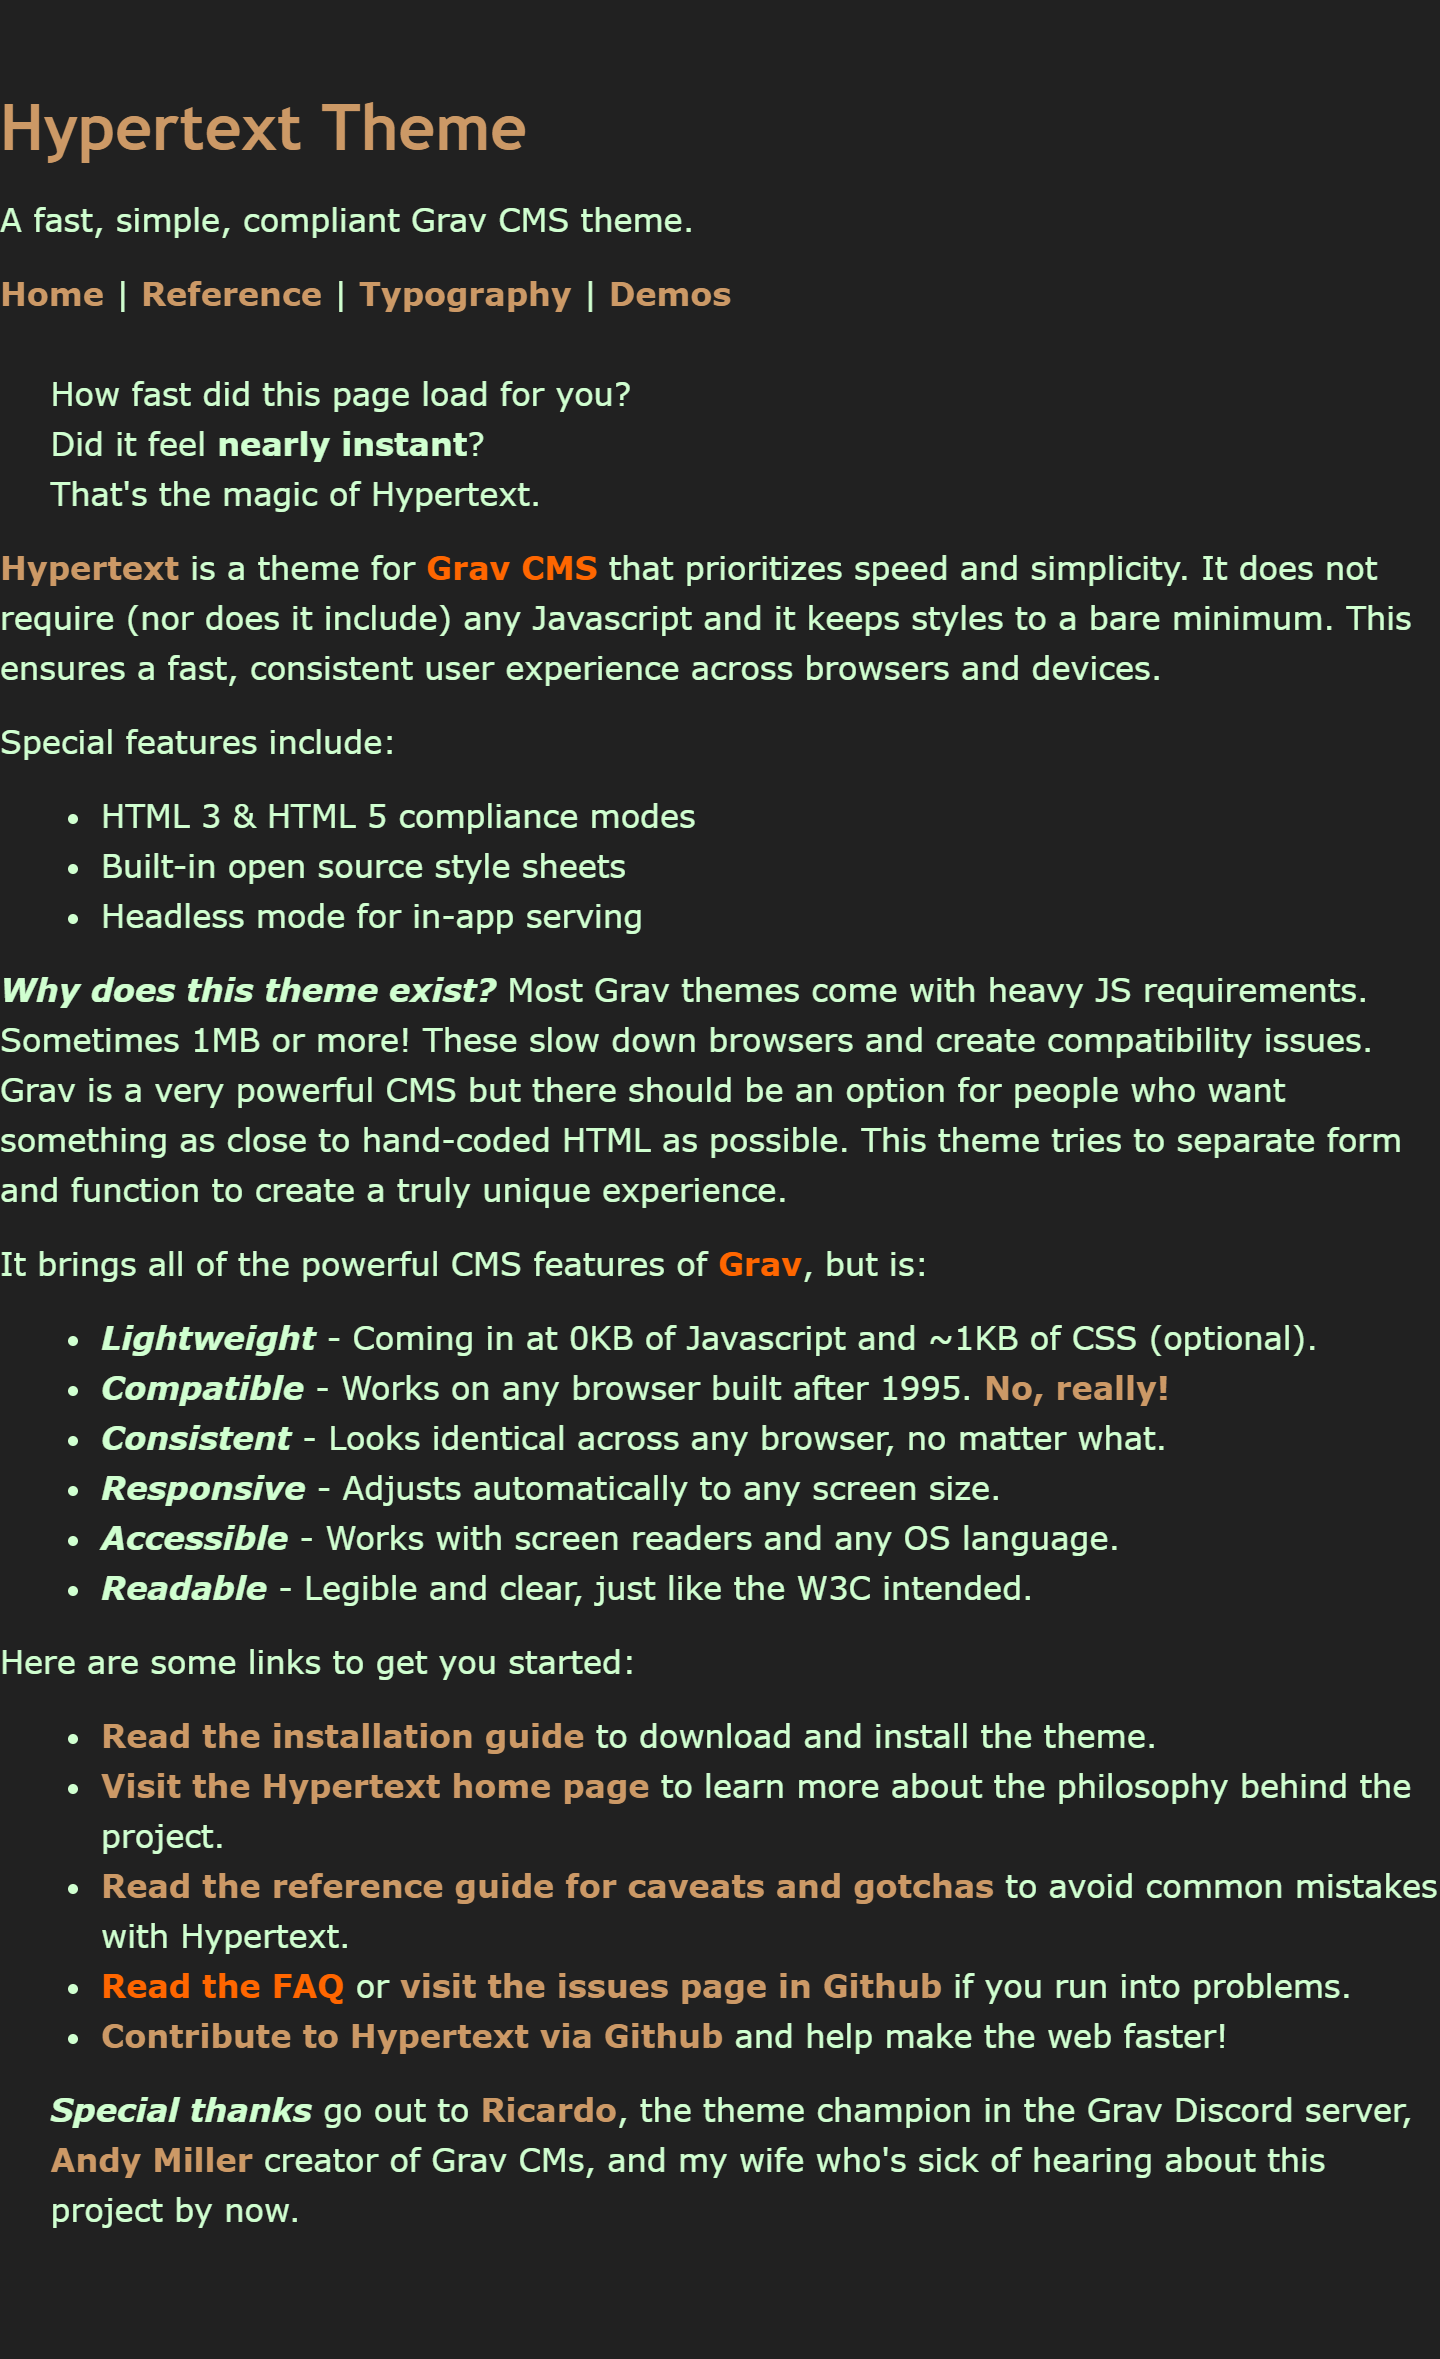 Hypertext Theme
A fast, simple, compliant Grav CMS theme.
Home | Reference | Typography | Demos
How fast did this page load for you?
Did it feel nearly instant?
That's the magic of Hypertext.
Hypertext is a theme for Grav CMS that prioritizes speed and simplicity. It does not
require (nor does it include) any Javascript and it keeps styles to a bare minimum. This
ensures a fast, consistent user experience across browsers and devices.
Special features include:
• HTML 3 & HTML 5 compliance modes
• Built-in open source style sheets
• Headless mode for in-app serving
Why does this theme exist? Most Grav themes come with heavy JS requirements.
Sometimes 1MB or more! These slow down browsers and create compatibility issues.
Grav is a very powerful CMS but there should be an option for people who want
something as close to hand-coded HTML as possible. This theme tries to separate form
and function to create a truly unique experience.
It brings all of the powerful CMS features of Grav, but is:
• Lightweight - Coming in at 0KB of Javascript and ~1KB of CSS (optional).
• Compatible - Works on any browser built after 1995. No, really!
• Consistent - Looks identical across any browser, no matter what.
• Responsive - Adjusts automatically to any screen size.
• Accessible - Works with screen readers and any OS language.
• Readable - Legible and clear, just like the W3C intended.
Here are some links to get you started:
• Read the installation guide to download and install the theme.
• Visit the Hypertext home page to learn more about the philosophy behind the
project.
• Read the reference guide for caveats and gotchas to avoid common mistakes
with Hypertext.
• Read the FAQ or visit the issues page in Github if you run into problems.
• Contribute to Hypertext via Github and help make the web faster!
Special thanks go out to Ricardo, the theme champion in the Grav Discord server,
Andy Miller creator of Grav CMs, and my wife who's sick of hearing about this
project by now.